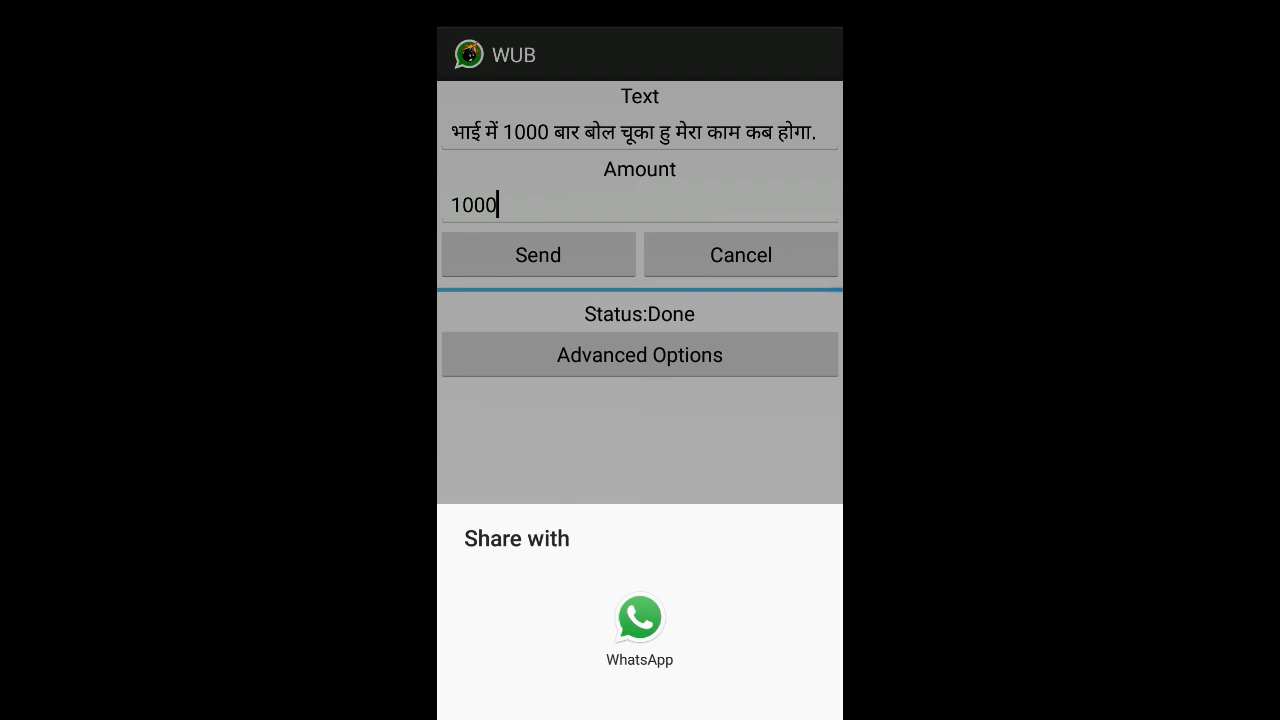 WUB
Text
भाई में 1000 बार बोल चूका हु मेरा काम कब होगा.
Amount
1000
Send Cancel
Status:Done
Advanced Options
Share with
WhatsApp